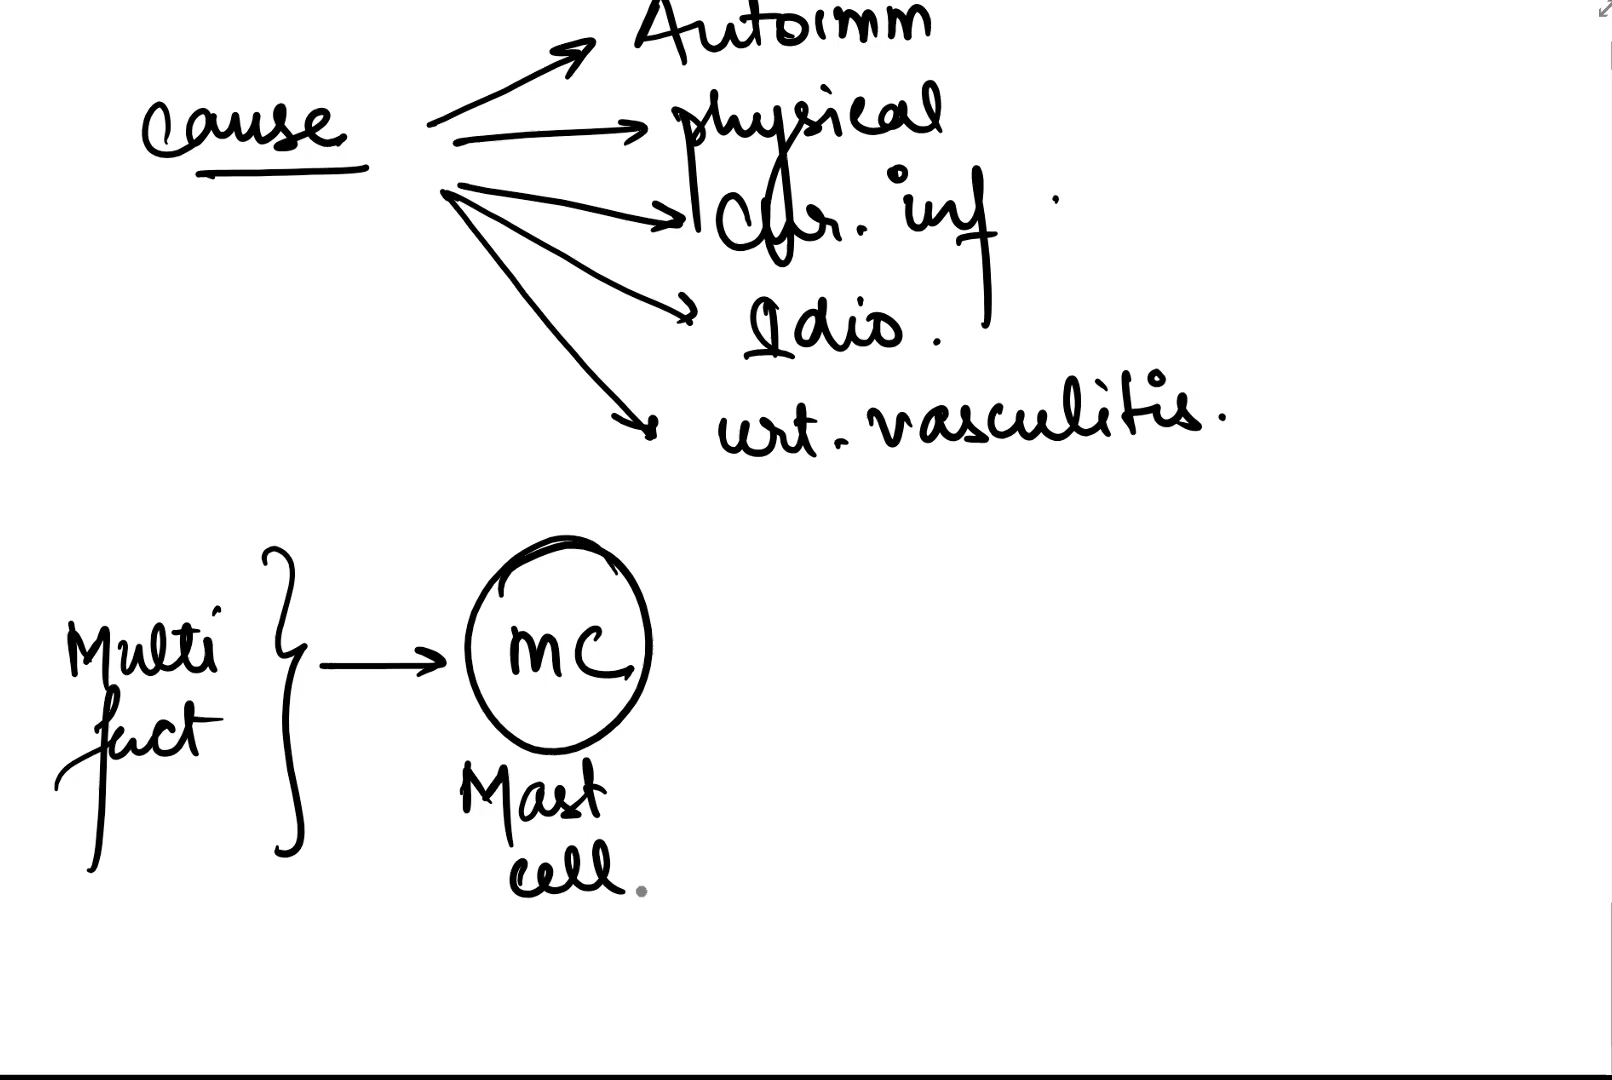 Autoimm
cause
physical
Chr. inf.
Idio.
urt. vasculitis.
Multi
fact
MC
Mast
cell.